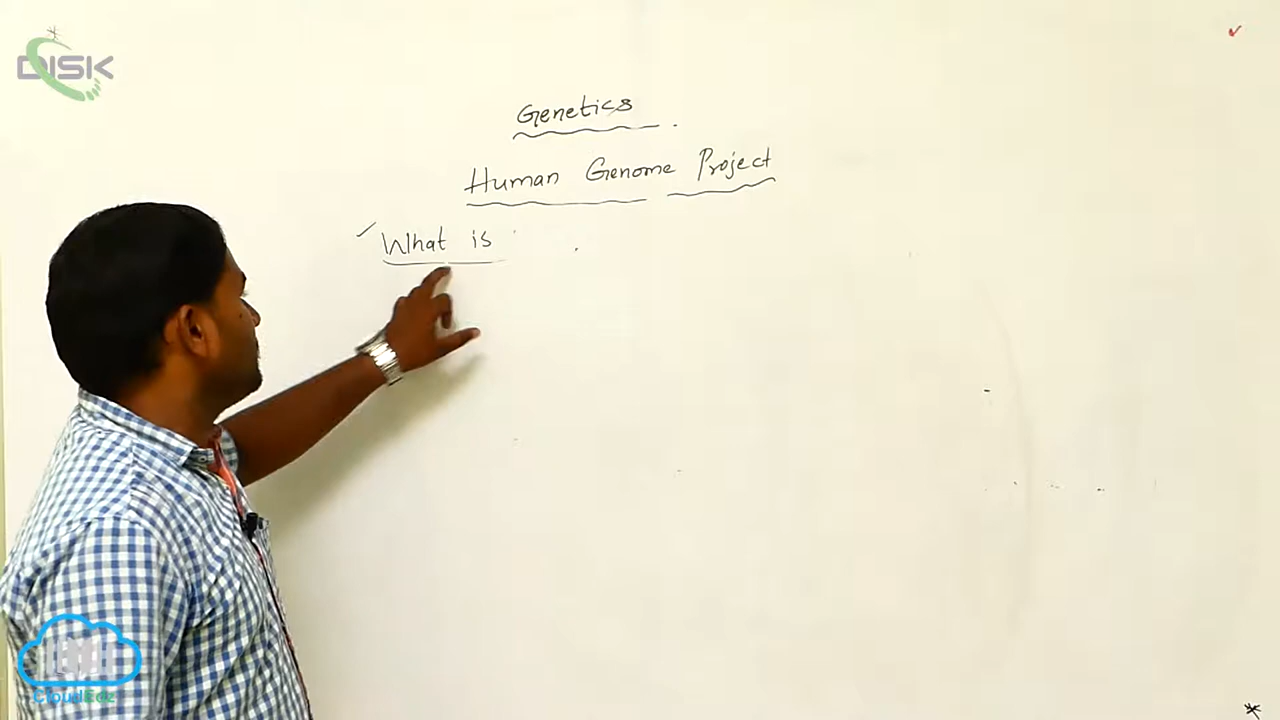 DISK
Genetics
Human Genome Project
What is
CloudEdz